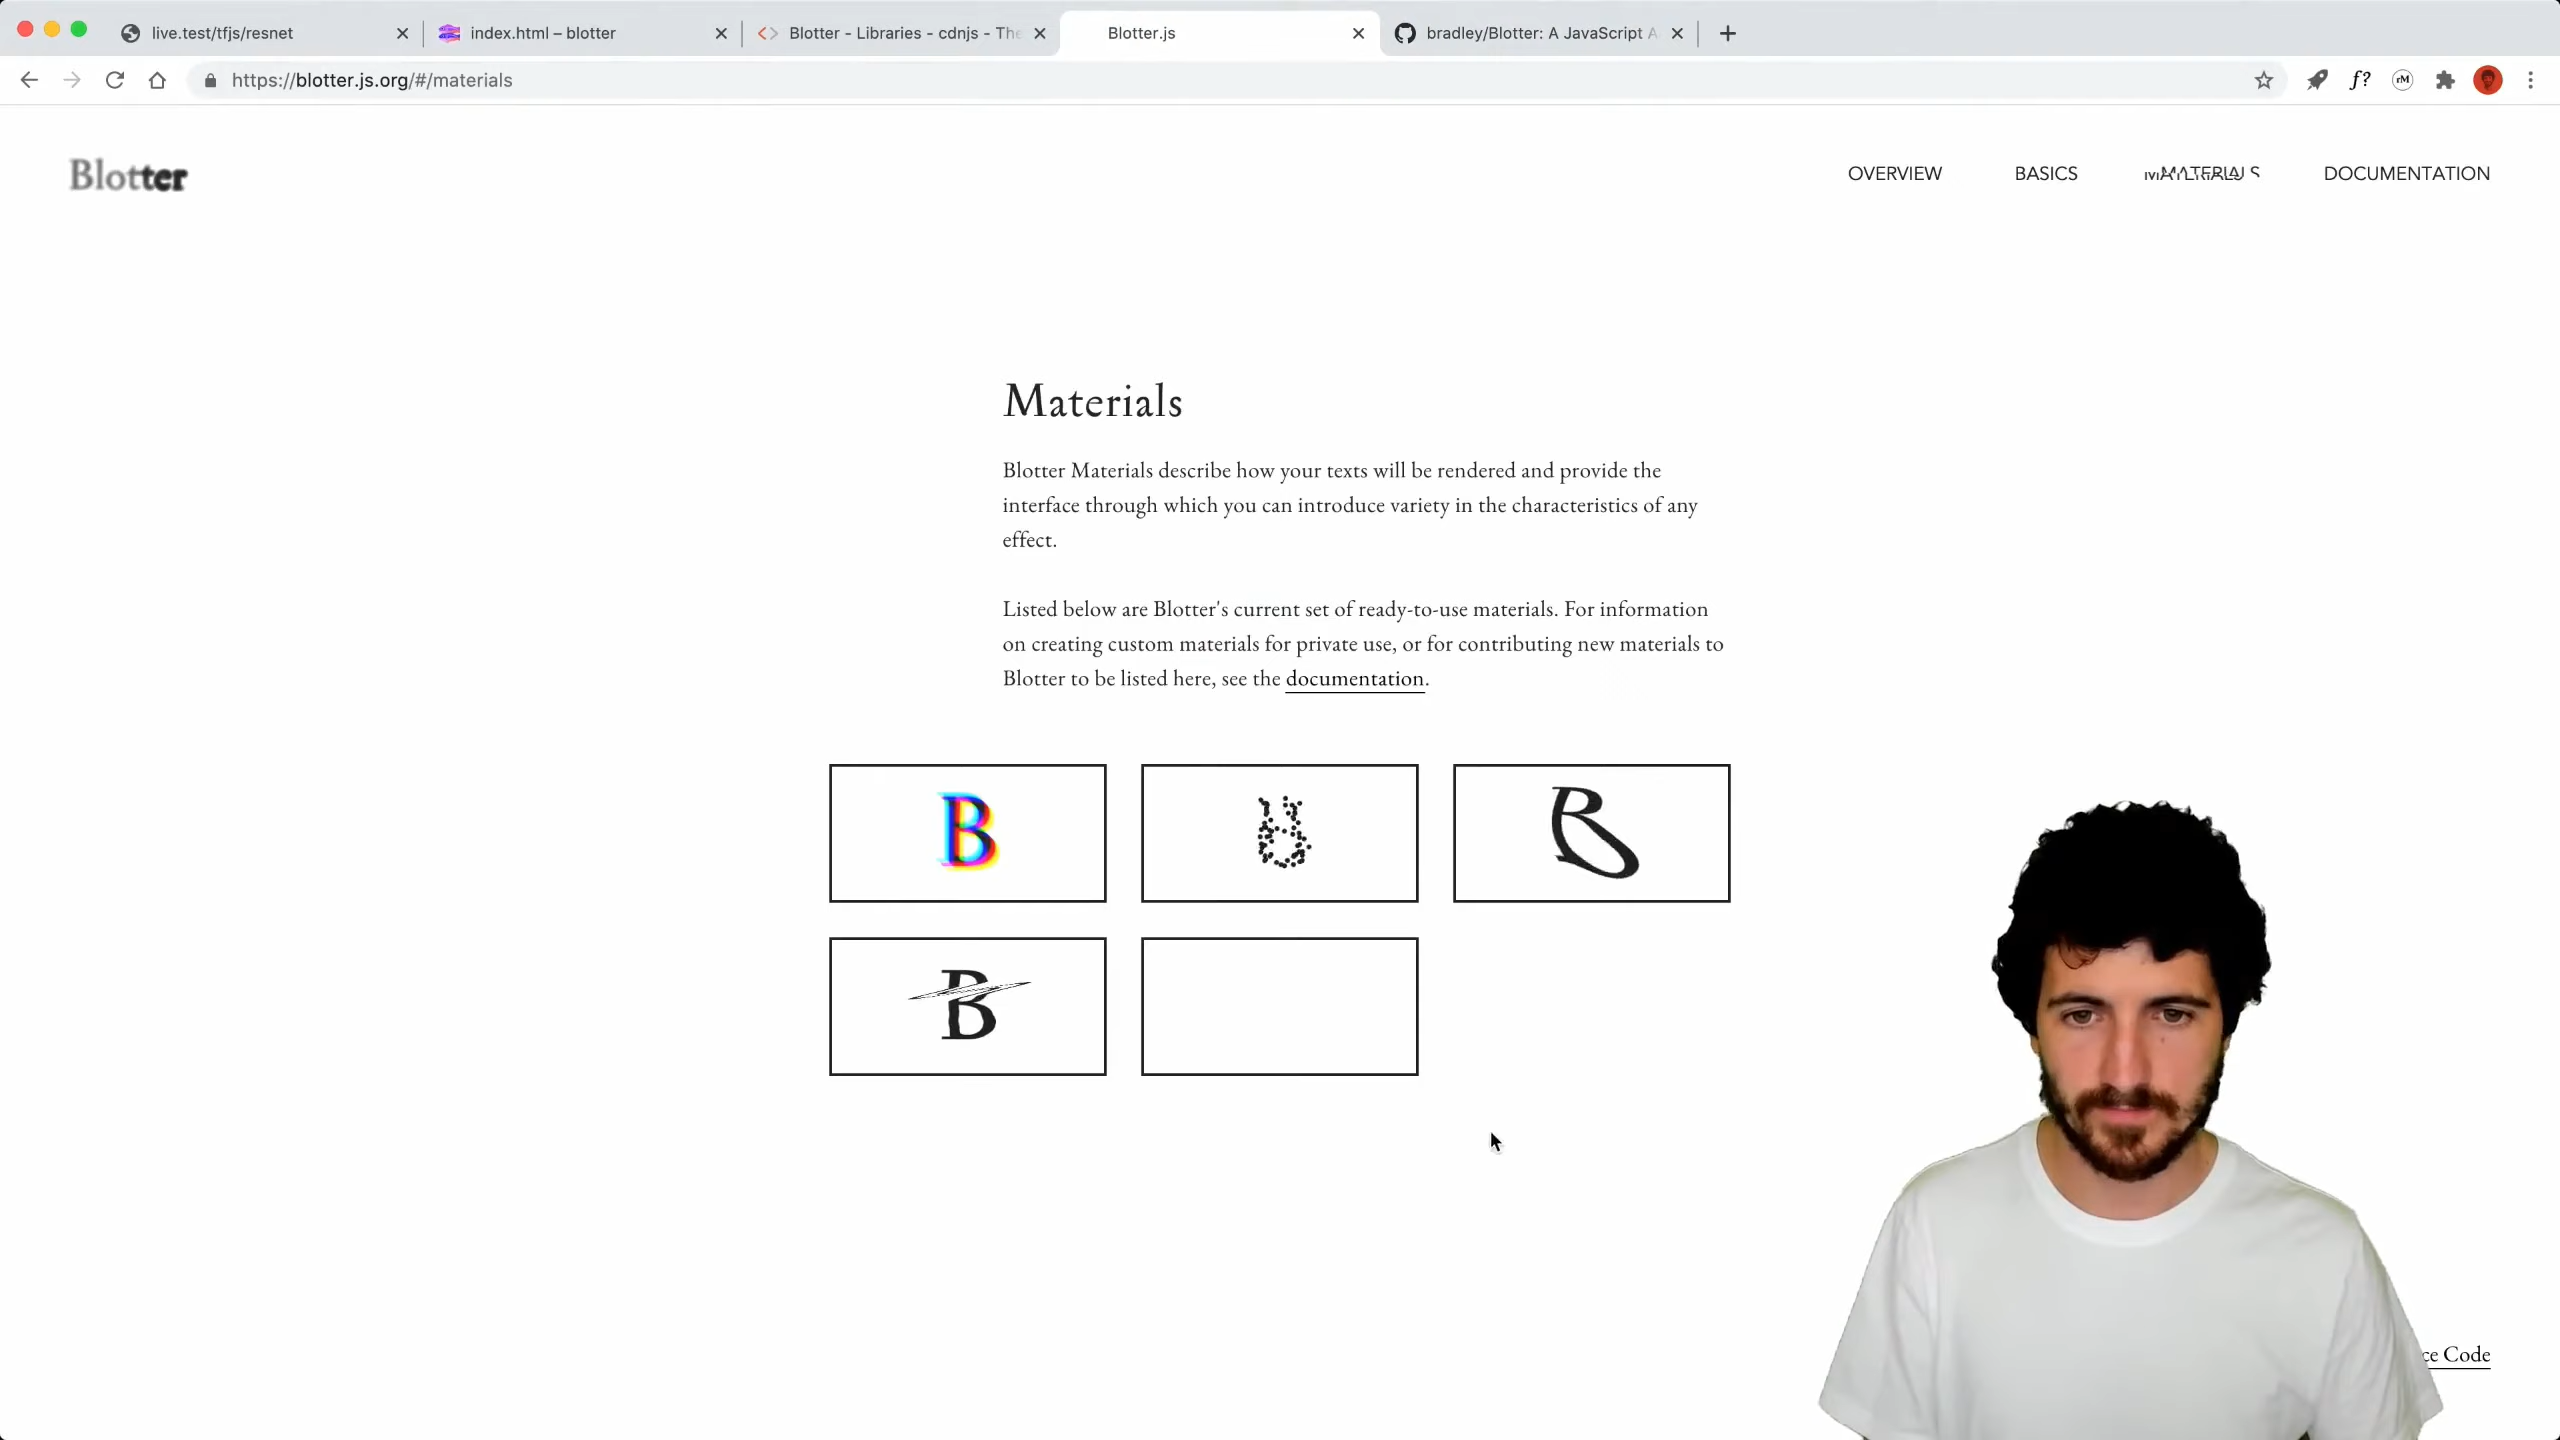 live.test/tfjs/resnet
index.html – blotter
Blotter - Libraries - cdnjs - The
Blotter.js
bradley/Blotter: A JavaScript A
https://blotter.js.org/#/materials
f?
rM
Blotter
OVERVIEW
BASICS
MATERIALS
DOCUMENTATION
Materials
Blotter Materials describe how your texts will be rendered and provide the
interface through which you can introduce variety in the characteristics of any
effect.
Listed below are Blotter's current set of ready-to-use materials. For information
on creating custom materials for private use, or for contributing new materials to
Blotter to be listed here, see the documentation.
B
B
B
B
ce Code